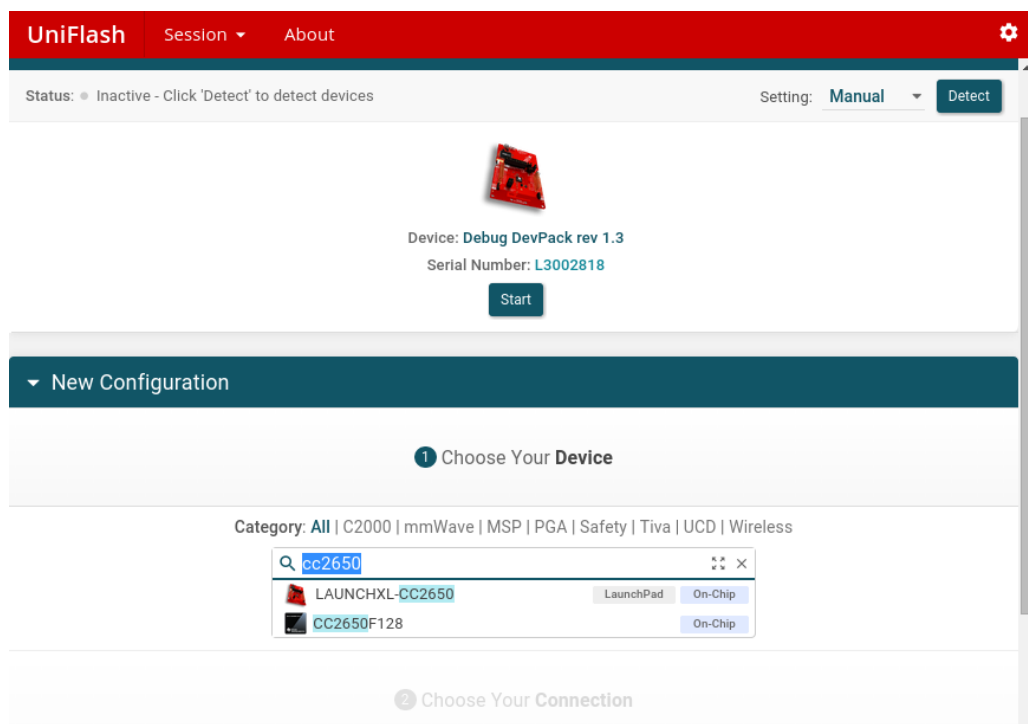 UniFlash Session About
Status: Inactive - Click 'Detect' to detect devices Setting: Manual Detect
Device: Debug DevPack rev 1.3
Serial Number: L3002818
Start
New Configuration
1 Choose Your Device
Category: All | C2000 | mmWave | MSP | PGA | Safety | Tiva | UCD | Wireless
cc2650
LAUNCHXL-CC2650 LaunchPad On-Chip
CC2650F128 On-Chip
2 Choose Your Connection